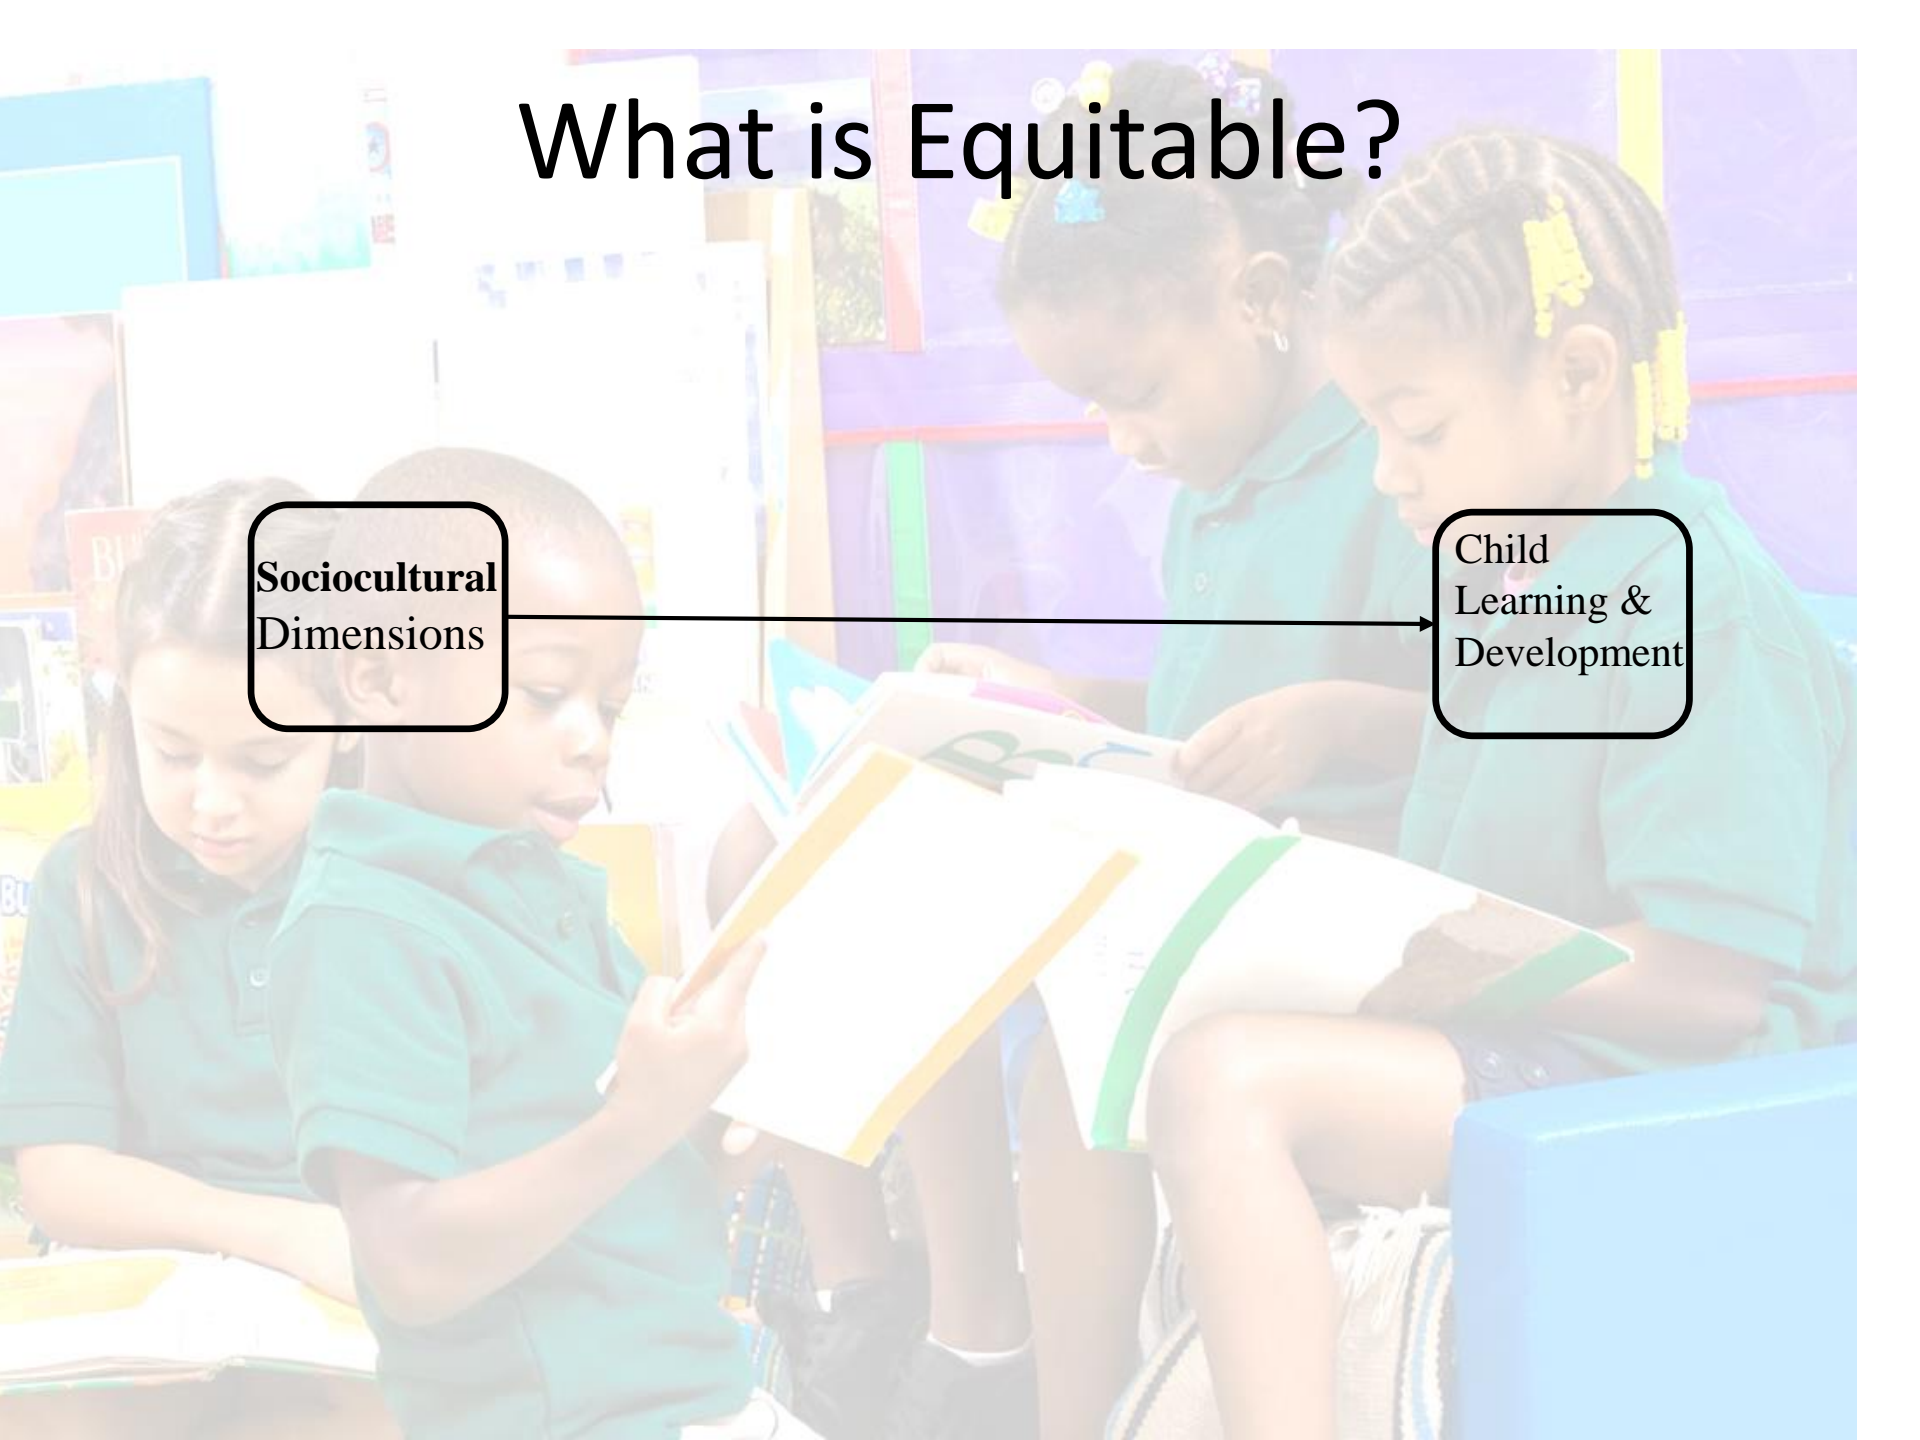 What is Equitable?
Sociocultural
Dimensions
Child
Learning &
Development